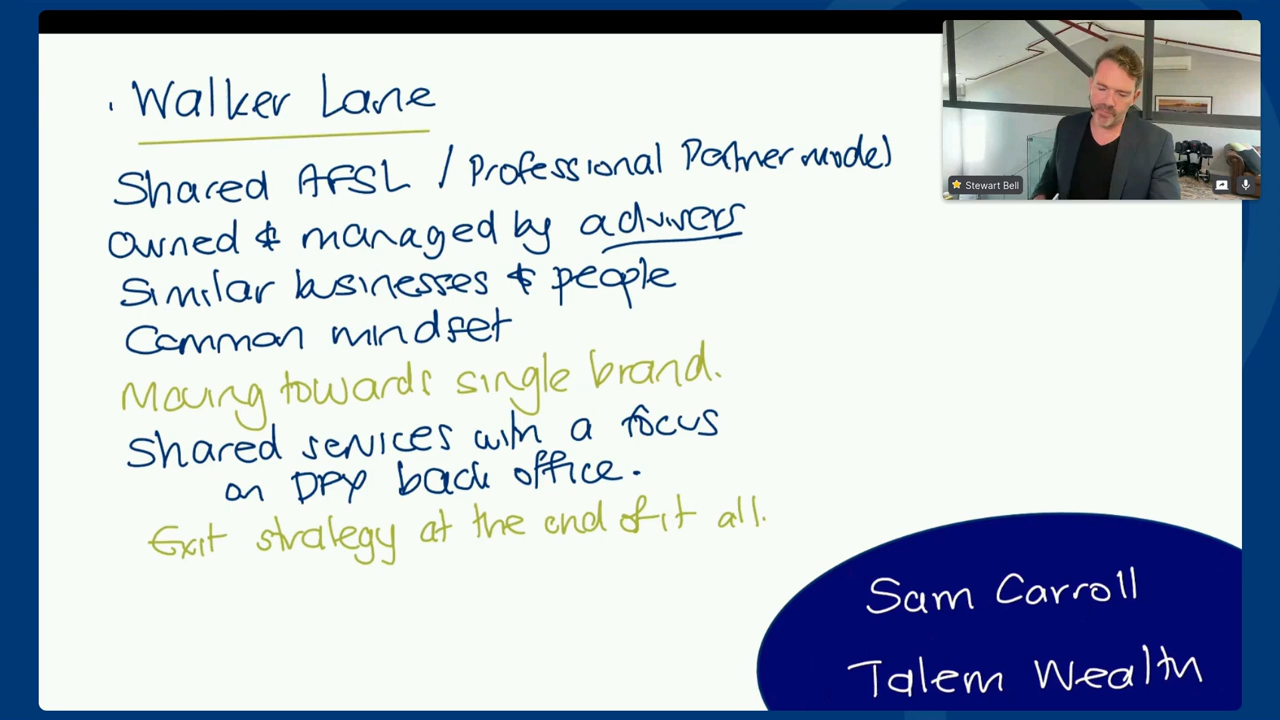 · Walker Lane
Shared AFSL / Professional Partner model
Owned & managed by advisers
Similar businesses & people
Common mindset
Moving towards single brand.
Shared services with a focus
on DPX back office.
Exit strategy at the end of it all.
Stewart Bell
Sam Carroll
Talem Wealth